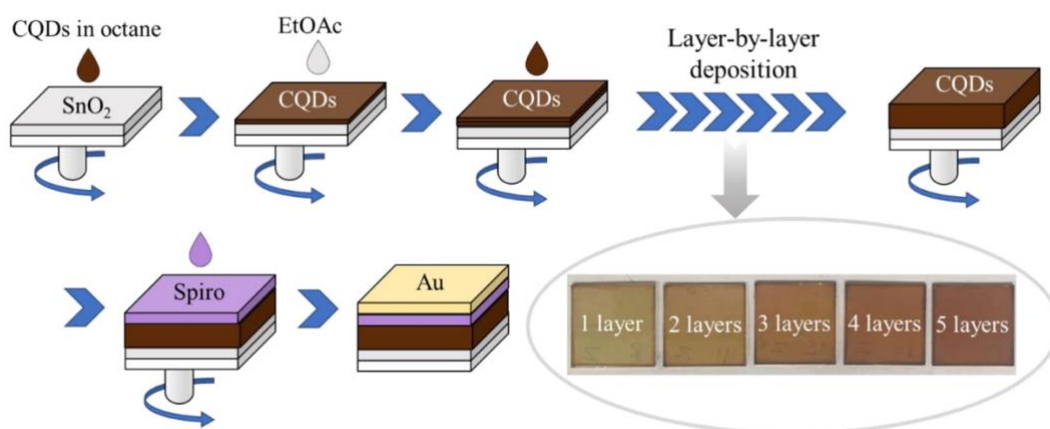 CQDs in octane
EtOAc
Layer-by-layer
deposition
SnO₂
CQDs
CQDs
CQDs
Spiro
Au
1 layer
2 layers
3 layers
4 layers
5 layers